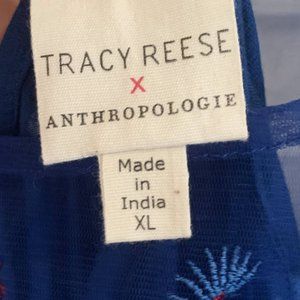 TRACY REESE
X
ANTHROPOLOGIE
Made
in
India
XL